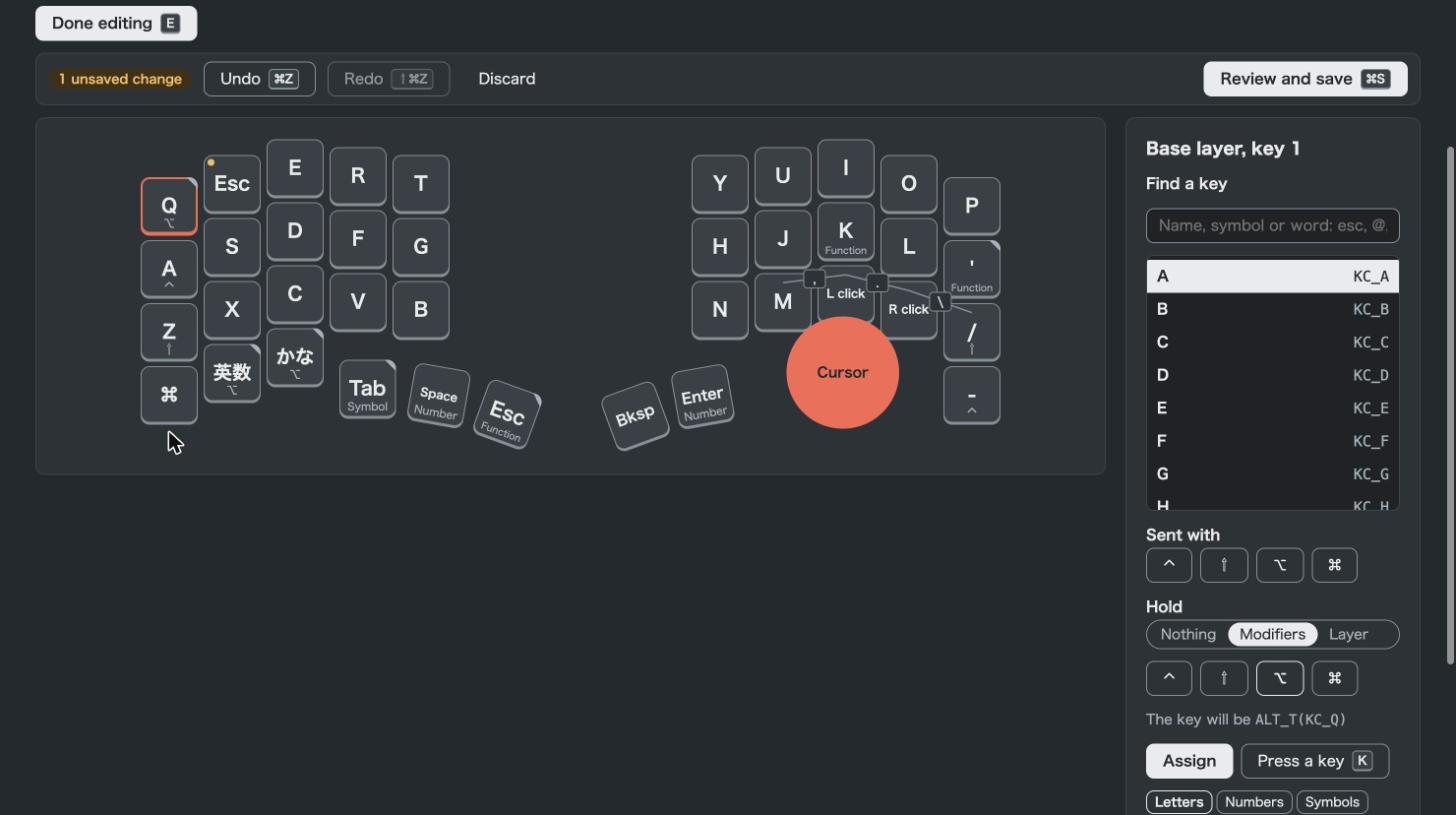 Done editing E
1 unsaved change Undo ⌘Z Redo ⇧⌘Z Discard Review and save ⌘S
Q ⌥
Esc
E
R
T
Y
U
I
O
P
A ^
S
D
F
G
H
J
K Function
L
' Function
Z ⇧
X
C
V
B
N
M
,
L click
.
R click
\
/ ⇧
⌘
英数 ⌥
かな ⌥
Tab Symbol
Space Number
Esc Function
Bksp
Enter Number
Cursor
- ^
Base layer, key 1
Find a key
Name, symbol or word: esc, @,
A KC_A
B KC_B
C KC_C
D KC_D
E KC_E
F KC_F
G KC_G
H KC_H
Sent with
^ ⇧ ⌥ ⌘
Hold
Nothing Modifiers Layer
^ ⇧ ⌥ ⌘
The key will be ALT_T(KC_Q)
Assign Press a key K
Letters Numbers Symbols